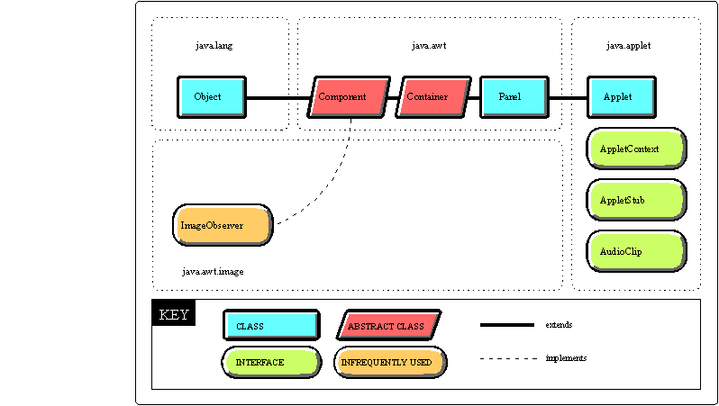 java.lang
java.awt
java.applet
Object
Component
Container
Panel
Applet
AppletContext
AppletStub
AudioClip
ImageObserver
java.awt.image
KEY
CLASS
ABSTRACT CLASS
extends
INTERFACE
INFREQUENTLY USED
implements